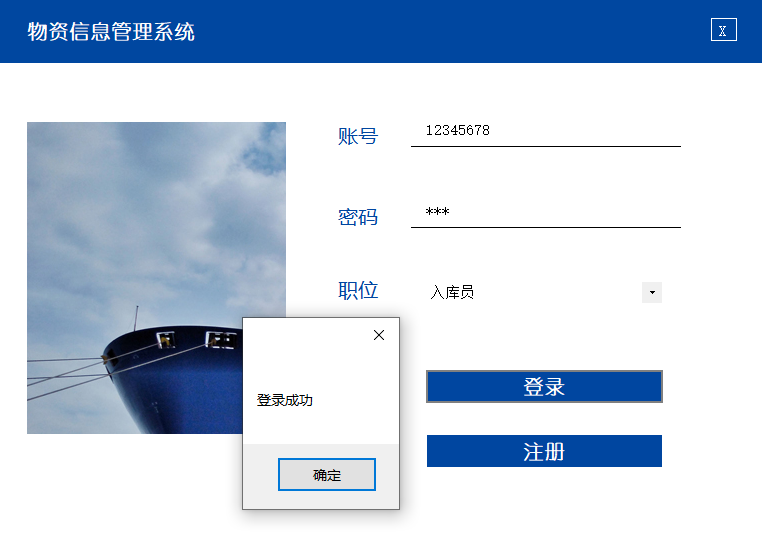 物资信息管理系统
X
账号
12345678
密码
***
职位
入库员
登录成功
确定
登录
注册